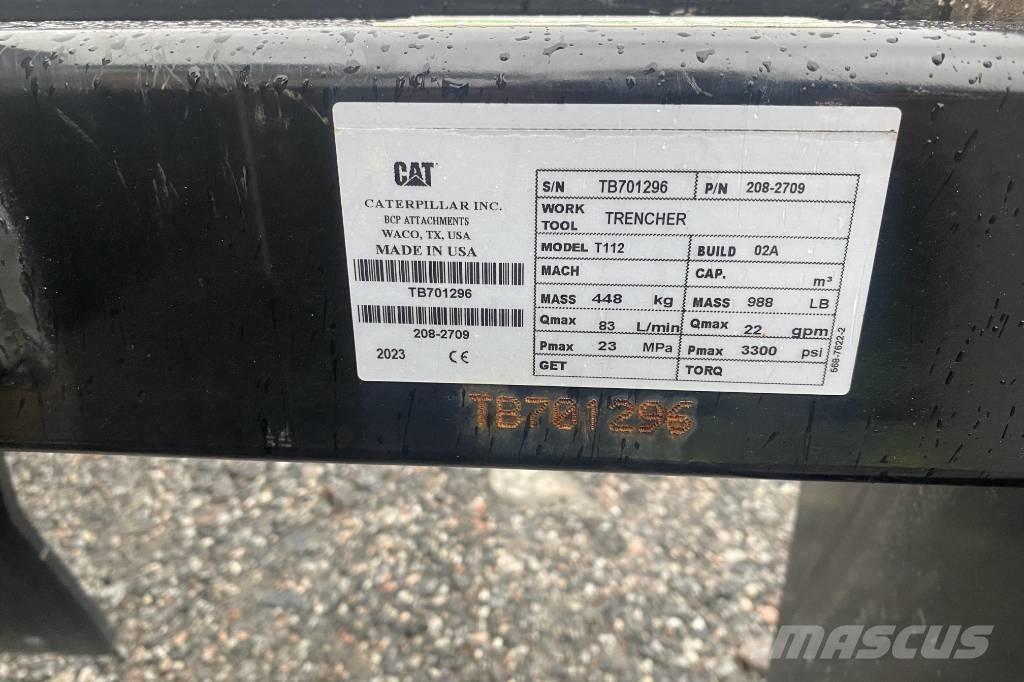 CAT
CATERPILLAR INC.
BCP ATTACHMENTS
WACO, TX, USA
MADE IN USA
TB701296
208-2709
2023 CE
S/N TB701296 P/N 208-2709
WORK TOOL TRENCHER
MODEL T112 BUILD 02A
MACH CAP. m³
MASS 448 kg MASS 988 LB
Qmax 83 L/min Qmax 22 gpm
Pmax 23 MPa Pmax 3300 psi
GET TORQ
568-7622-2
TB701296
MASCUS